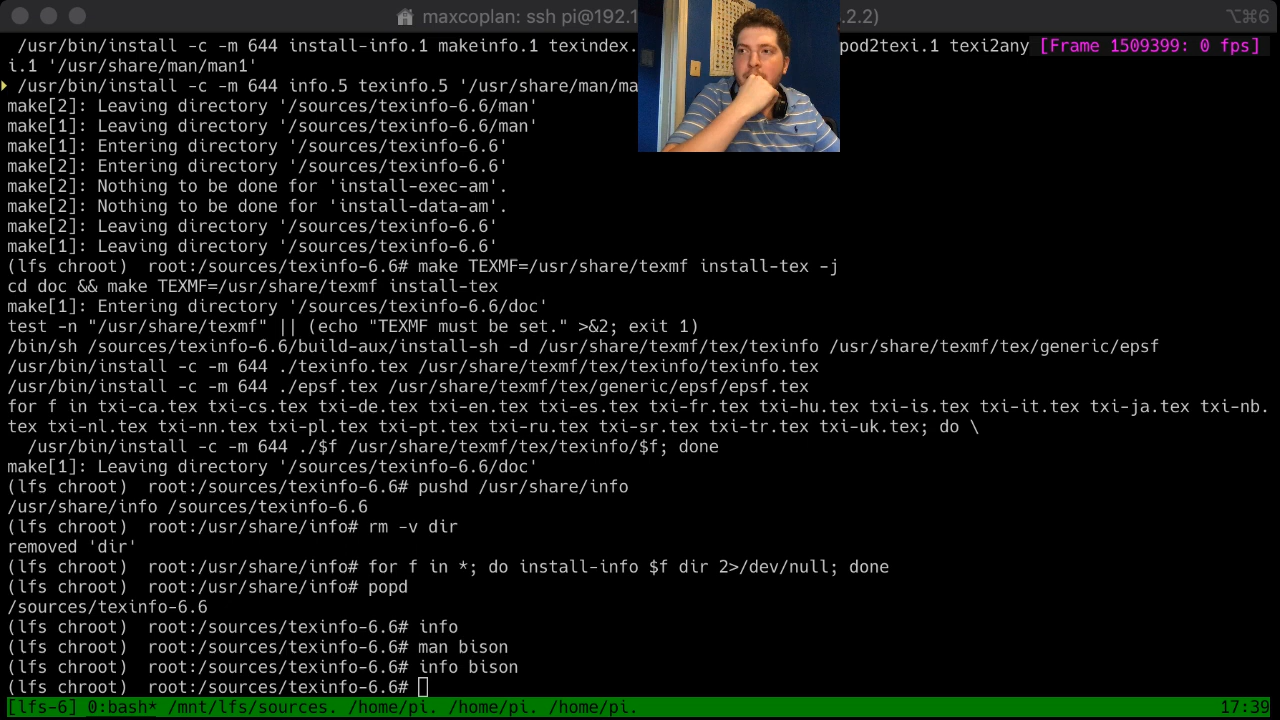 maxcoplan: ssh pi@192.1 2.2) ⌥⌘6
/usr/bin/install -c -m 644 install-info.1 makeinfo.1 texindex. pod2texi.1 texi2any [Frame 1509399: 0 fps]
i.1 '/usr/share/man/man1'
/usr/bin/install -c -m 644 info.5 texinfo.5 '/usr/share/man/ma
make[2]: Leaving directory '/sources/texinfo-6.6/man'
make[1]: Leaving directory '/sources/texinfo-6.6/man'
make[1]: Entering directory '/sources/texinfo-6.6'
make[2]: Entering directory '/sources/texinfo-6.6'
make[2]: Nothing to be done for 'install-exec-am'.
make[2]: Nothing to be done for 'install-data-am'.
make[2]: Leaving directory '/sources/texinfo-6.6'
make[1]: Leaving directory '/sources/texinfo-6.6'
(lfs chroot)  root:/sources/texinfo-6.6# make TEXMF=/usr/share/texmf install-tex -j
cd doc && make TEXMF=/usr/share/texmf install-tex
make[1]: Entering directory '/sources/texinfo-6.6/doc'
test -n "/usr/share/texmf" || (echo "TEXMF must be set." >&2; exit 1)
/bin/sh /sources/texinfo-6.6/build-aux/install-sh -d /usr/share/texmf/tex/texinfo /usr/share/texmf/tex/generic/epsf
/usr/bin/install -c -m 644 ./texinfo.tex /usr/share/texmf/tex/texinfo/texinfo.tex
/usr/bin/install -c -m 644 ./epsf.tex /usr/share/texmf/tex/generic/epsf/epsf.tex
for f in txi-ca.tex txi-cs.tex txi-de.tex txi-en.tex txi-es.tex txi-fr.tex txi-hu.tex txi-is.tex txi-it.tex txi-ja.tex txi-nb.
tex txi-nl.tex txi-nn.tex txi-pl.tex txi-pt.tex txi-ru.tex txi-sr.tex txi-tr.tex txi-uk.tex; do \
/usr/bin/install -c -m 644 ./$f /usr/share/texmf/tex/texinfo/$f; done
make[1]: Leaving directory '/sources/texinfo-6.6/doc'
(lfs chroot)  root:/sources/texinfo-6.6# pushd /usr/share/info
/usr/share/info /sources/texinfo-6.6
(lfs chroot)  root:/usr/share/info# rm -v dir
removed 'dir'
(lfs chroot)  root:/usr/share/info# for f in *; do install-info $f dir 2>/dev/null; done
(lfs chroot)  root:/usr/share/info# popd
/sources/texinfo-6.6
(lfs chroot)  root:/sources/texinfo-6.6# info
(lfs chroot)  root:/sources/texinfo-6.6# man bison
(lfs chroot)  root:/sources/texinfo-6.6# info bison
(lfs chroot)  root:/sources/texinfo-6.6#
[lfs-6] 0:bash* /mnt/lfs/sources. /home/pi. /home/pi. /home/pi. 17:39